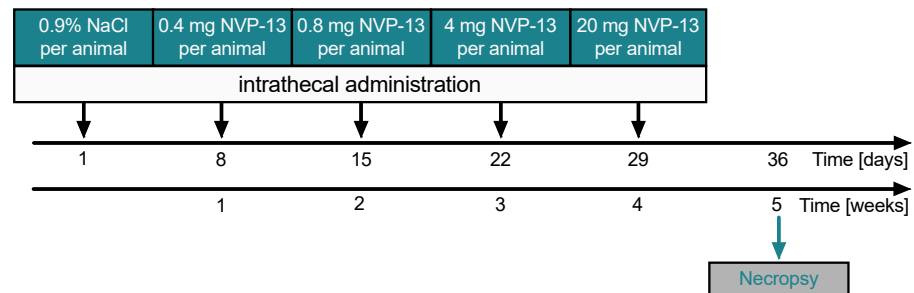 0.9% NaCl 0.4 mg NVP-13 0.8 mg NVP-13 4 mg NVP-13 20 mg NVP-13
per animal per animal per animal per animal per animal
intrathecal administration
1 8 15 22 29 36 Time [days]
1 2 3 4 5 Time [weeks]
Necropsy